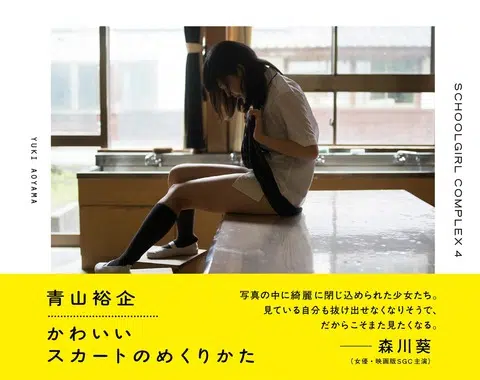 YUKI AOYAMA
SCHOOLGIRL COMPLEX 4
青山裕企
かわいい
スカートのめくりかた
写真の中に綺麗に閉じ込められた少女たち。
見ている自分も抜け出せなくなりそうで、
だからこそまた見たくなる。
──森川葵
(女優・映画版SGC主演)